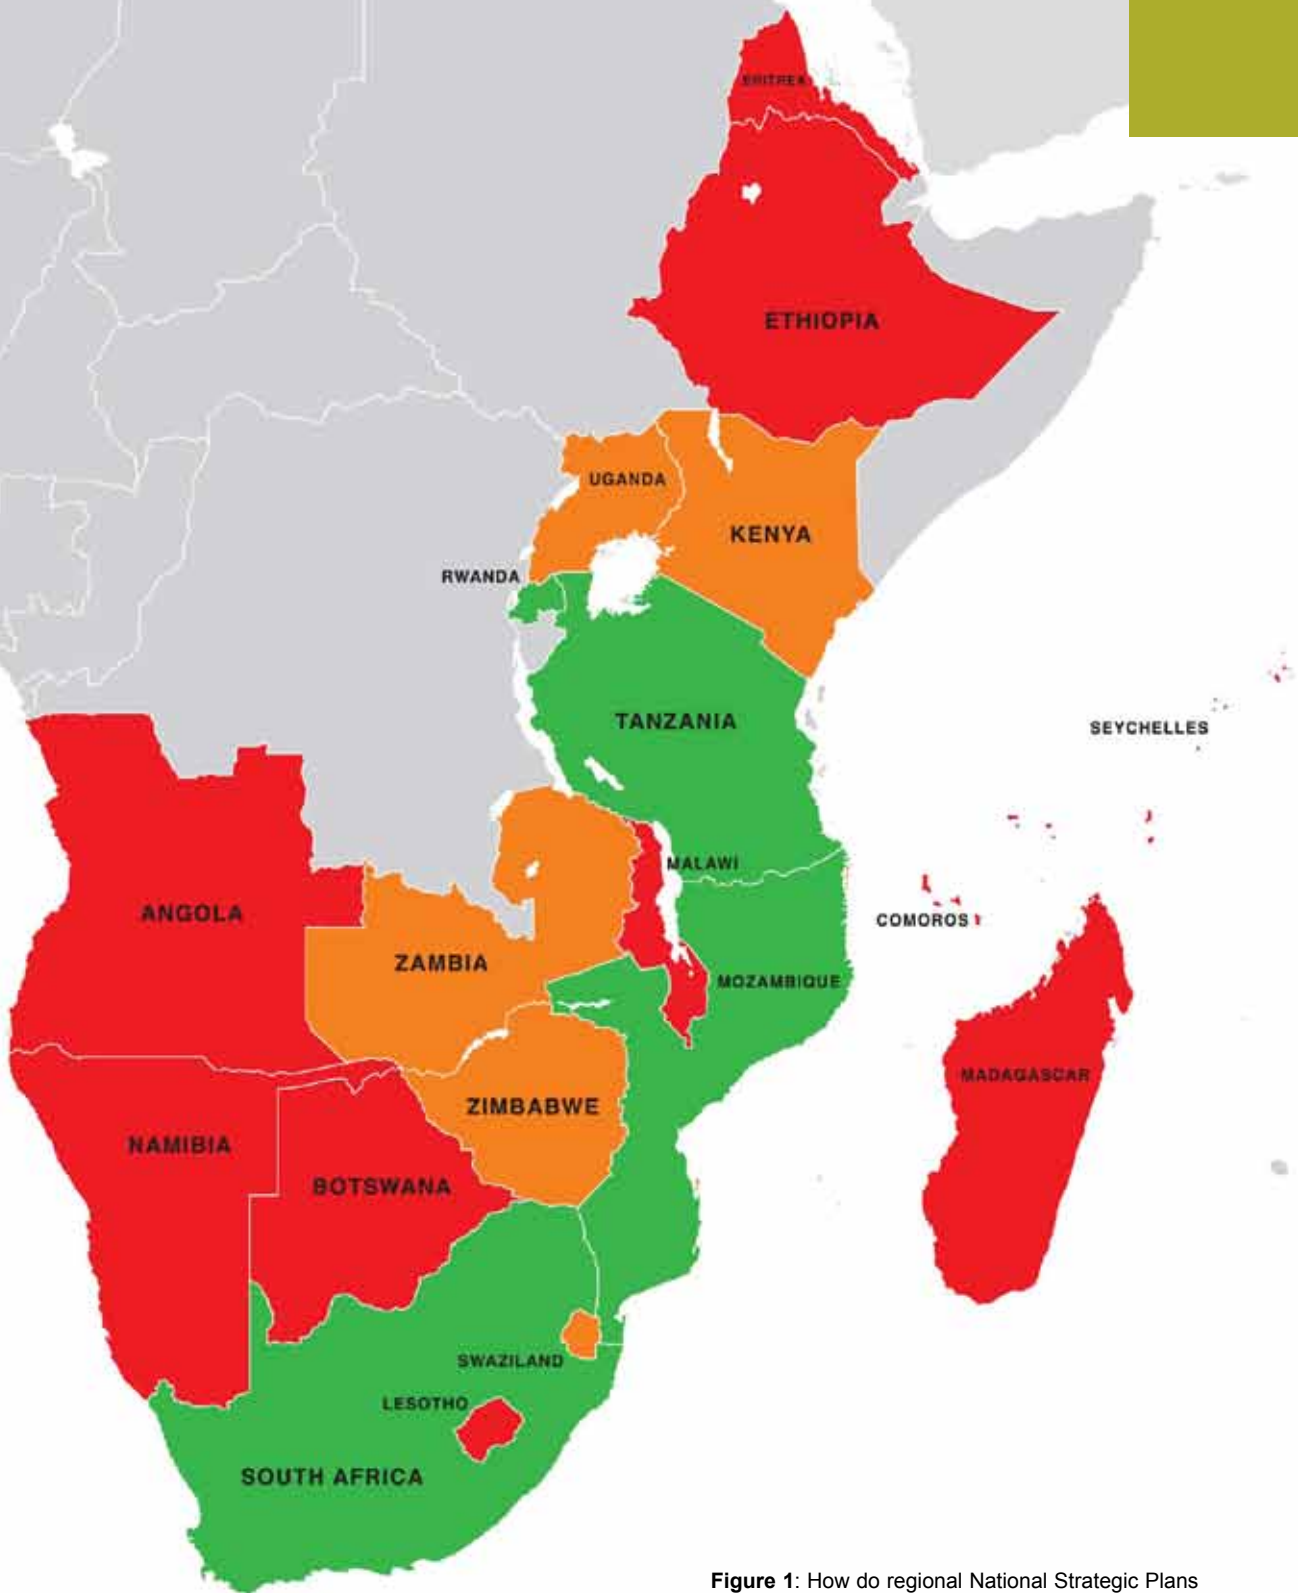 ERITREA
ETHIOPIA
UGANDA
KENYA
RWANDA
TANZANIA
SEYCHELLES
MALAWI
ANGOLA
COMOROS
ZAMBIA
MOZAMBIQUE
MADAGASCAR
ZIMBABWE
NAMIBIA
BOTSWANA
SWAZILAND
LESOTHO
SOUTH AFRICA
Figure 1: How do regional National Strategic Plans